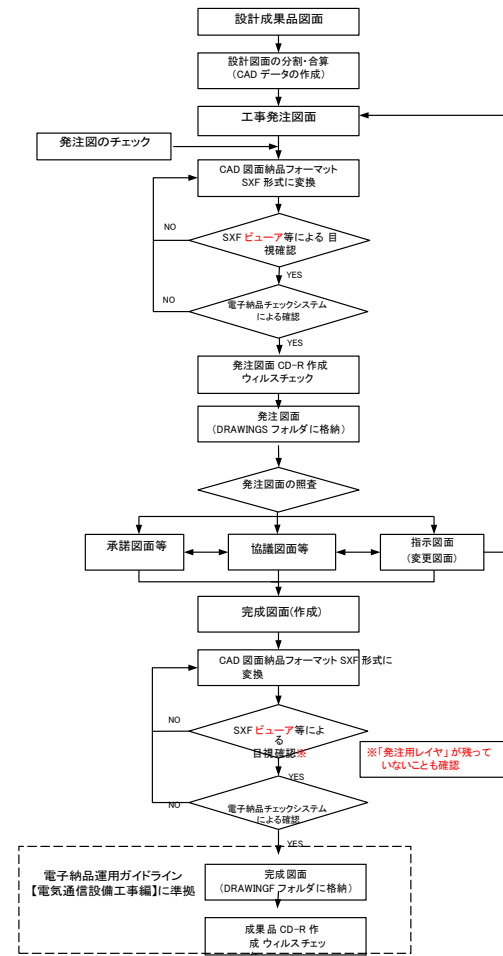 設計成果品図面
設計図面の分割・合算
(CAD データの作成)
工事発注図面
発注図のチェック
CAD 図面納品フォーマット
SXF 形式に変換
NO
SXF ビューア等による 目
視確認
YES
NO
電子納品チェックシステム
による確認
YES
発注図面 CD-R 作成
ウィルスチェック
発注図面
(DRAWINGS フォルダに格納)
発注図面の照査
承諾図面等
協議図面等
指示図面
(変更図面)
完成図面(作成)
CAD 図面納品フォーマット SXF 形式に
変換
NO
SXF ビューア等によ
る
目視確認※
※「発注用レイヤ」が残って
いないことも確認
YES
NO
電子納品チェックシステム
による確認
YES
電子納品運用ガイドライン
【電気通信設備工事編】に準拠
完成図面
(DRAWINGF フォルダに格納)
成果品 CD-R 作
成 ウィルスチェッ